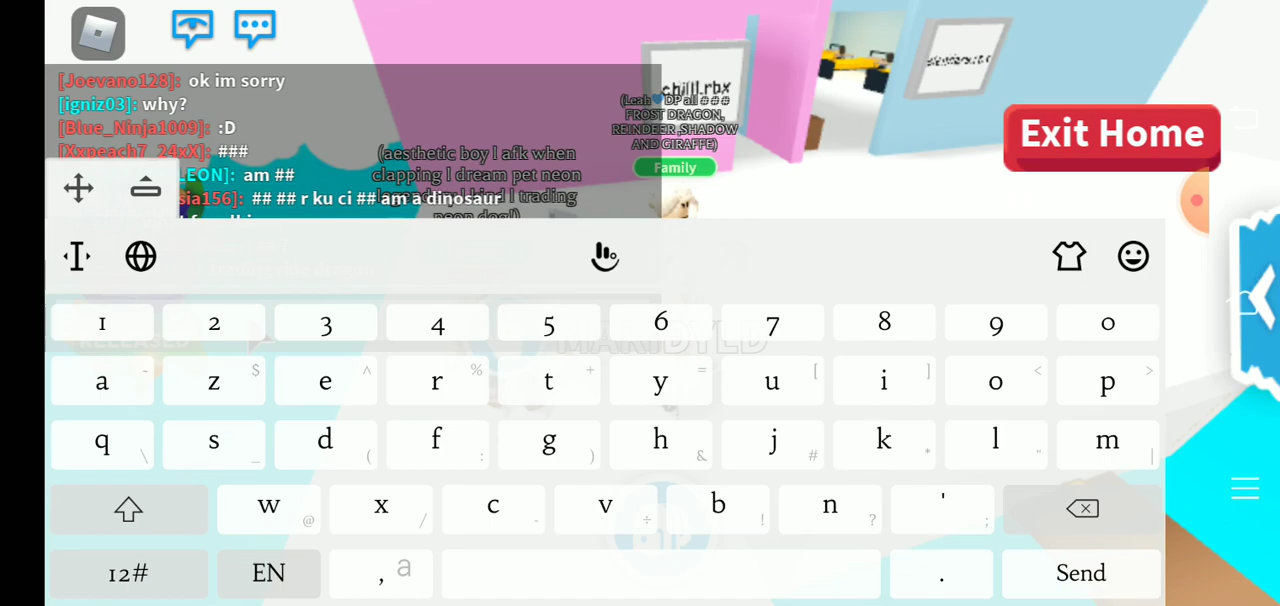 [Joevano128]: ok im sorry
[igniz03]: why?
[Blue_Ninja1009]: :D
[Xxpeach7_24xX]: ###
LEON]: am ##
sia156]: ## ## r ku ci ## am a dinosaur
chilll.rbx
(Leah 💙DP all # # #
FROST DRAGON,
REINDEER ,SHADOW
AND GIRAFFE)
Family
(aesthetic boy l afk when
clapping l dream pet neon
kind l trading
neon dog!)
Exit Home
RELEASED
1 2 3 4 5 6 7 8 9 0
a ~ z $ e ^ r % t + y = u [ i ] o < p >
q \ s _ d ( f : g ) h & j # k * l " m |
w @ x / c - v ÷ b ! n ? ' ;
12# EN , a . Send